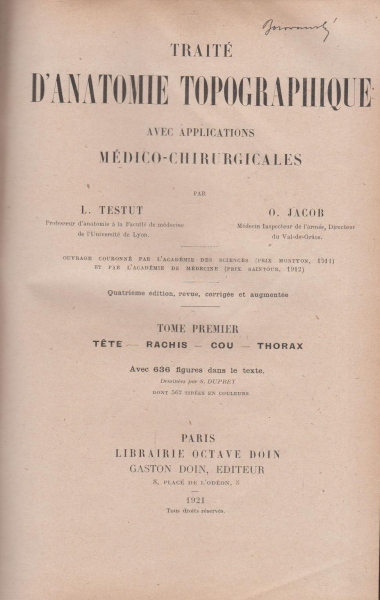 TRAITÉ
D'ANATOMIE TOPOGRAPHIQUE
AVEC APPLICATIONS
MÉDICO-CHIRURGICALES
PAR
L. TESTUT
Professeur d'anatomie à la Faculté de médecine
de l'Université de Lyon.
O. JACOB
Médecin Inspecteur de l'armée, Directeur
du Val-de-Grâce.
OUVRAGE COURONNÉ PAR L'ACADÉMIE DES SCIENCES (PRIX MONTYON, 1911)
ET PAR L'ACADÉMIE DE MÉDECINE (PRIX SAINTOUR, 1912)
Quatrième édition, revue, corrigée et augmentée
TOME PREMIER
TÊTE — RACHIS — COU — THORAX
Avec 636 figures dans le texte.
Dessinées par S. DUPRET
DONT 567 TIRÉES EN COULEURS
PARIS
LIBRAIRIE OCTAVE DOIN
GASTON DOIN, EDITEUR
8, PLACE DE L'ODÉON, 8
1921
Tous droits réservés.